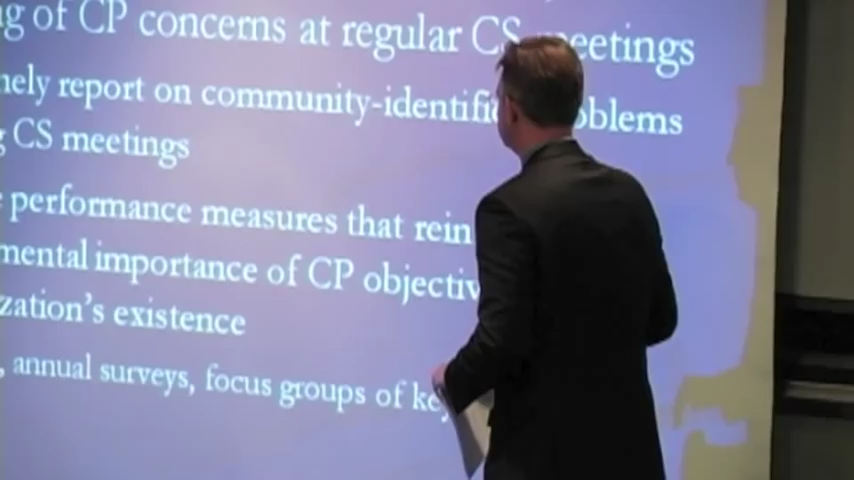 g of CP concerns at regular CS meetings
nely report on community-identifi oblems
g CS meetings
e performance measures that rein
mental importance of CP objectiv
zation's existence
, annual surveys, focus groups of key